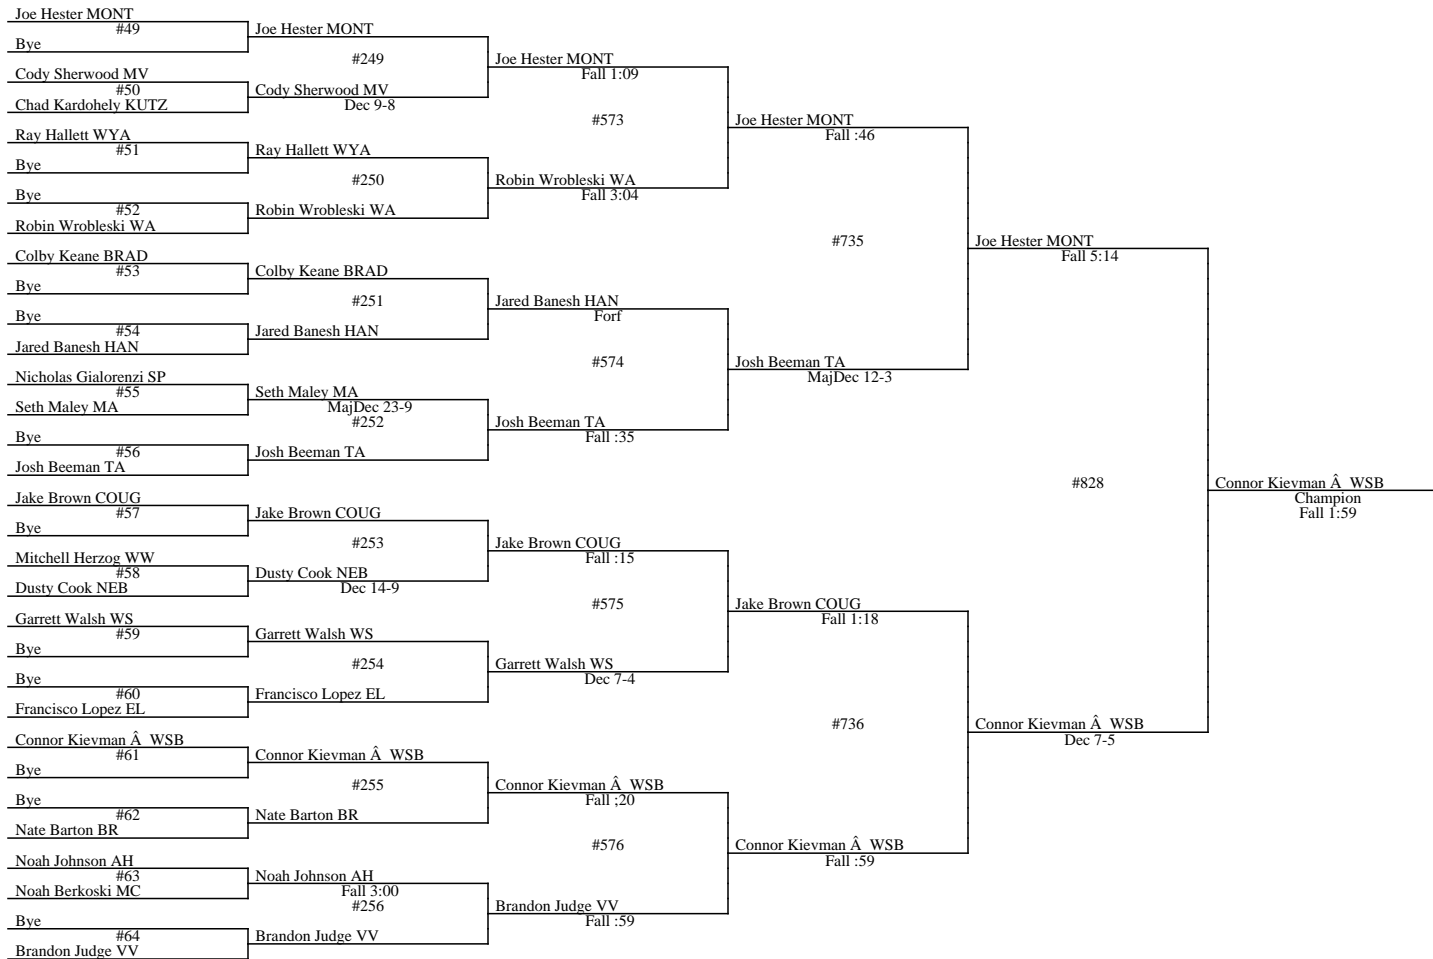 Joe Hester MONT
#49
Bye
Cody Sherwood MV
#50
Chad Kardohely KUTZ
Ray Hallett WYA
#51
Bye
Bye
#52
Robin Wrobleski WA
Colby Keane BRAD
#53
Bye
Bye
#54
Jared Banesh HAN
Nicholas Gialorenzi SP
#55
Seth Maley MA
Bye
#56
Josh Beeman TA
Jake Brown COUG
#57
Bye
Mitchell Herzog WW
#58
Dusty Cook NEB
Garrett Walsh WS
#59
Bye
Bye
#60
Francisco Lopez EL
Connor Kievman Â WSB
#61
Bye
Bye
#62
Nate Barton BR
Noah Johnson AH
#63
Noah Berkoski MC
Bye
#64
Brandon Judge VV
Joe Hester MONT
#249
Cody Sherwood MV
Dec 9-8
Ray Hallett WYA
#250
Robin Wrobleski WA
Colby Keane BRAD
#251
Jared Banesh HAN
Seth Maley MA
MajDec 23-9
#252
Josh Beeman TA
Jake Brown COUG
#253
Dusty Cook NEB
Dec 14-9
Garrett Walsh WS
#254
Francisco Lopez EL
Connor Kievman Â WSB
#255
Nate Barton BR
Noah Johnson AH
Fall 3:00
#256
Brandon Judge VV
Joe Hester MONT
Fall 1:09
#573
Robin Wrobleski WA
Fall 3:04
Jared Banesh HAN
Forf
#574
Josh Beeman TA
Fall :35
Jake Brown COUG
Fall :15
#575
Garrett Walsh WS
Dec 7-4
Connor Kievman Â WSB
Fall ;20
#576
Brandon Judge VV
Fall :59
Joe Hester MONT
Fall :46
#735
Josh Beeman TA
MajDec 12-3
Jake Brown COUG
Fall 1:18
#736
Connor Kievman Â WSB
Fall :59
Joe Hester MONT
Fall 5:14
#828
Connor Kievman Â WSB
Dec 7-5
Connor Kievman Â WSB
Champion
Fall 1:59